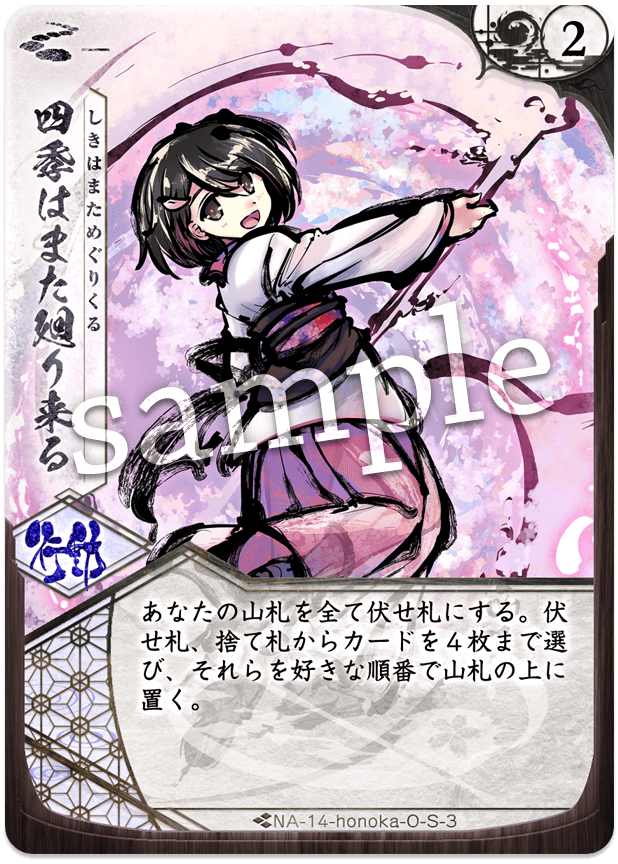 2
四季はまた廻り来る
しきはまためぐりくる
sample
行動
あなたの山札を全て伏せ札にする。伏
せ札、捨て札からカードを4枚まで選
び、それらを好きな順番で山札の上に
置く。
NA-14-honoka-O-S-3